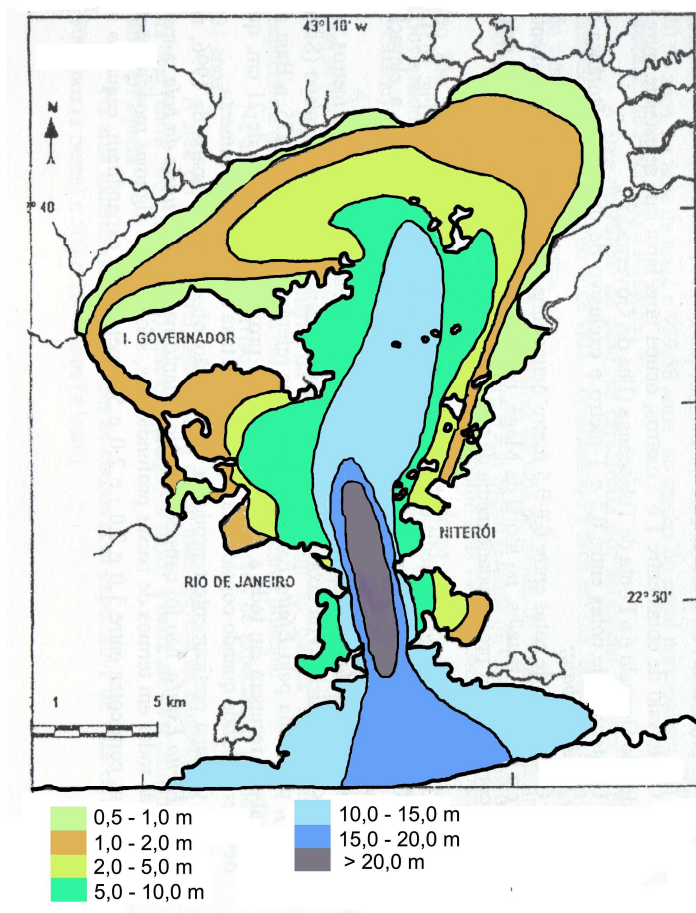 43° 10' W
N
° 40'
I. GOVERNADOR
NITERÓI
RIO DE JANEIRO
22° 50'
1 5 km
0,5 - 1,0 m
1,0 - 2,0 m
2,0 - 5,0 m
5,0 - 10,0 m
10,0 - 15,0 m
15,0 - 20,0 m
> 20,0 m